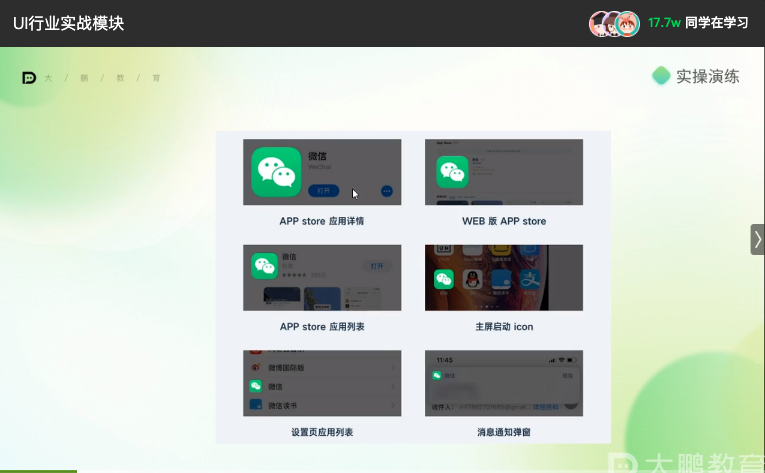 UI行业实战模块
17.7w 同学在学习
大 / 鹏 / 教 / 育
实操演练
微信
WeChat
打开
APP store 应用详情
WEB 版 APP store
微信
打开
APP store 应用列表
主屏启动 icon
微博国际版
微信
微信读书
设置页应用列表
11:45
微信
消息通知弹窗
大鹏教育